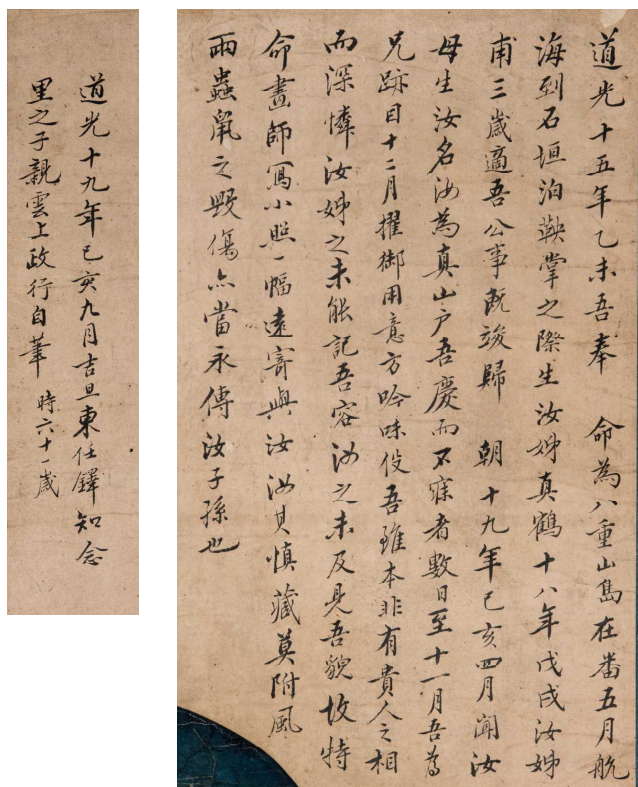 道光十五年乙未吾奉　命為八重山島在番五月航
海到石垣泊鞅掌之際生汝姊真鶴十八年戊戌汝姊
甫三歲適吾公事既竣歸　朝十九年己亥四月聞汝
母生汝名汝為真山戶吾慶而不寐者數日至十一月吾為
兄跡目十二月擢御用意方吟味役吾雖本非有貴人之相
而深憐汝姊之未能記吾容汝之未及見吾貌故特
命畫師寫小照一幅遠寄與汝汝其慎藏莫附風
雨蟲鼠之毀傷亦當永傳汝子孫也
道光十九年己亥九月吉旦東任鐸知念
里之子親雲上政行自筆　時六十一歲